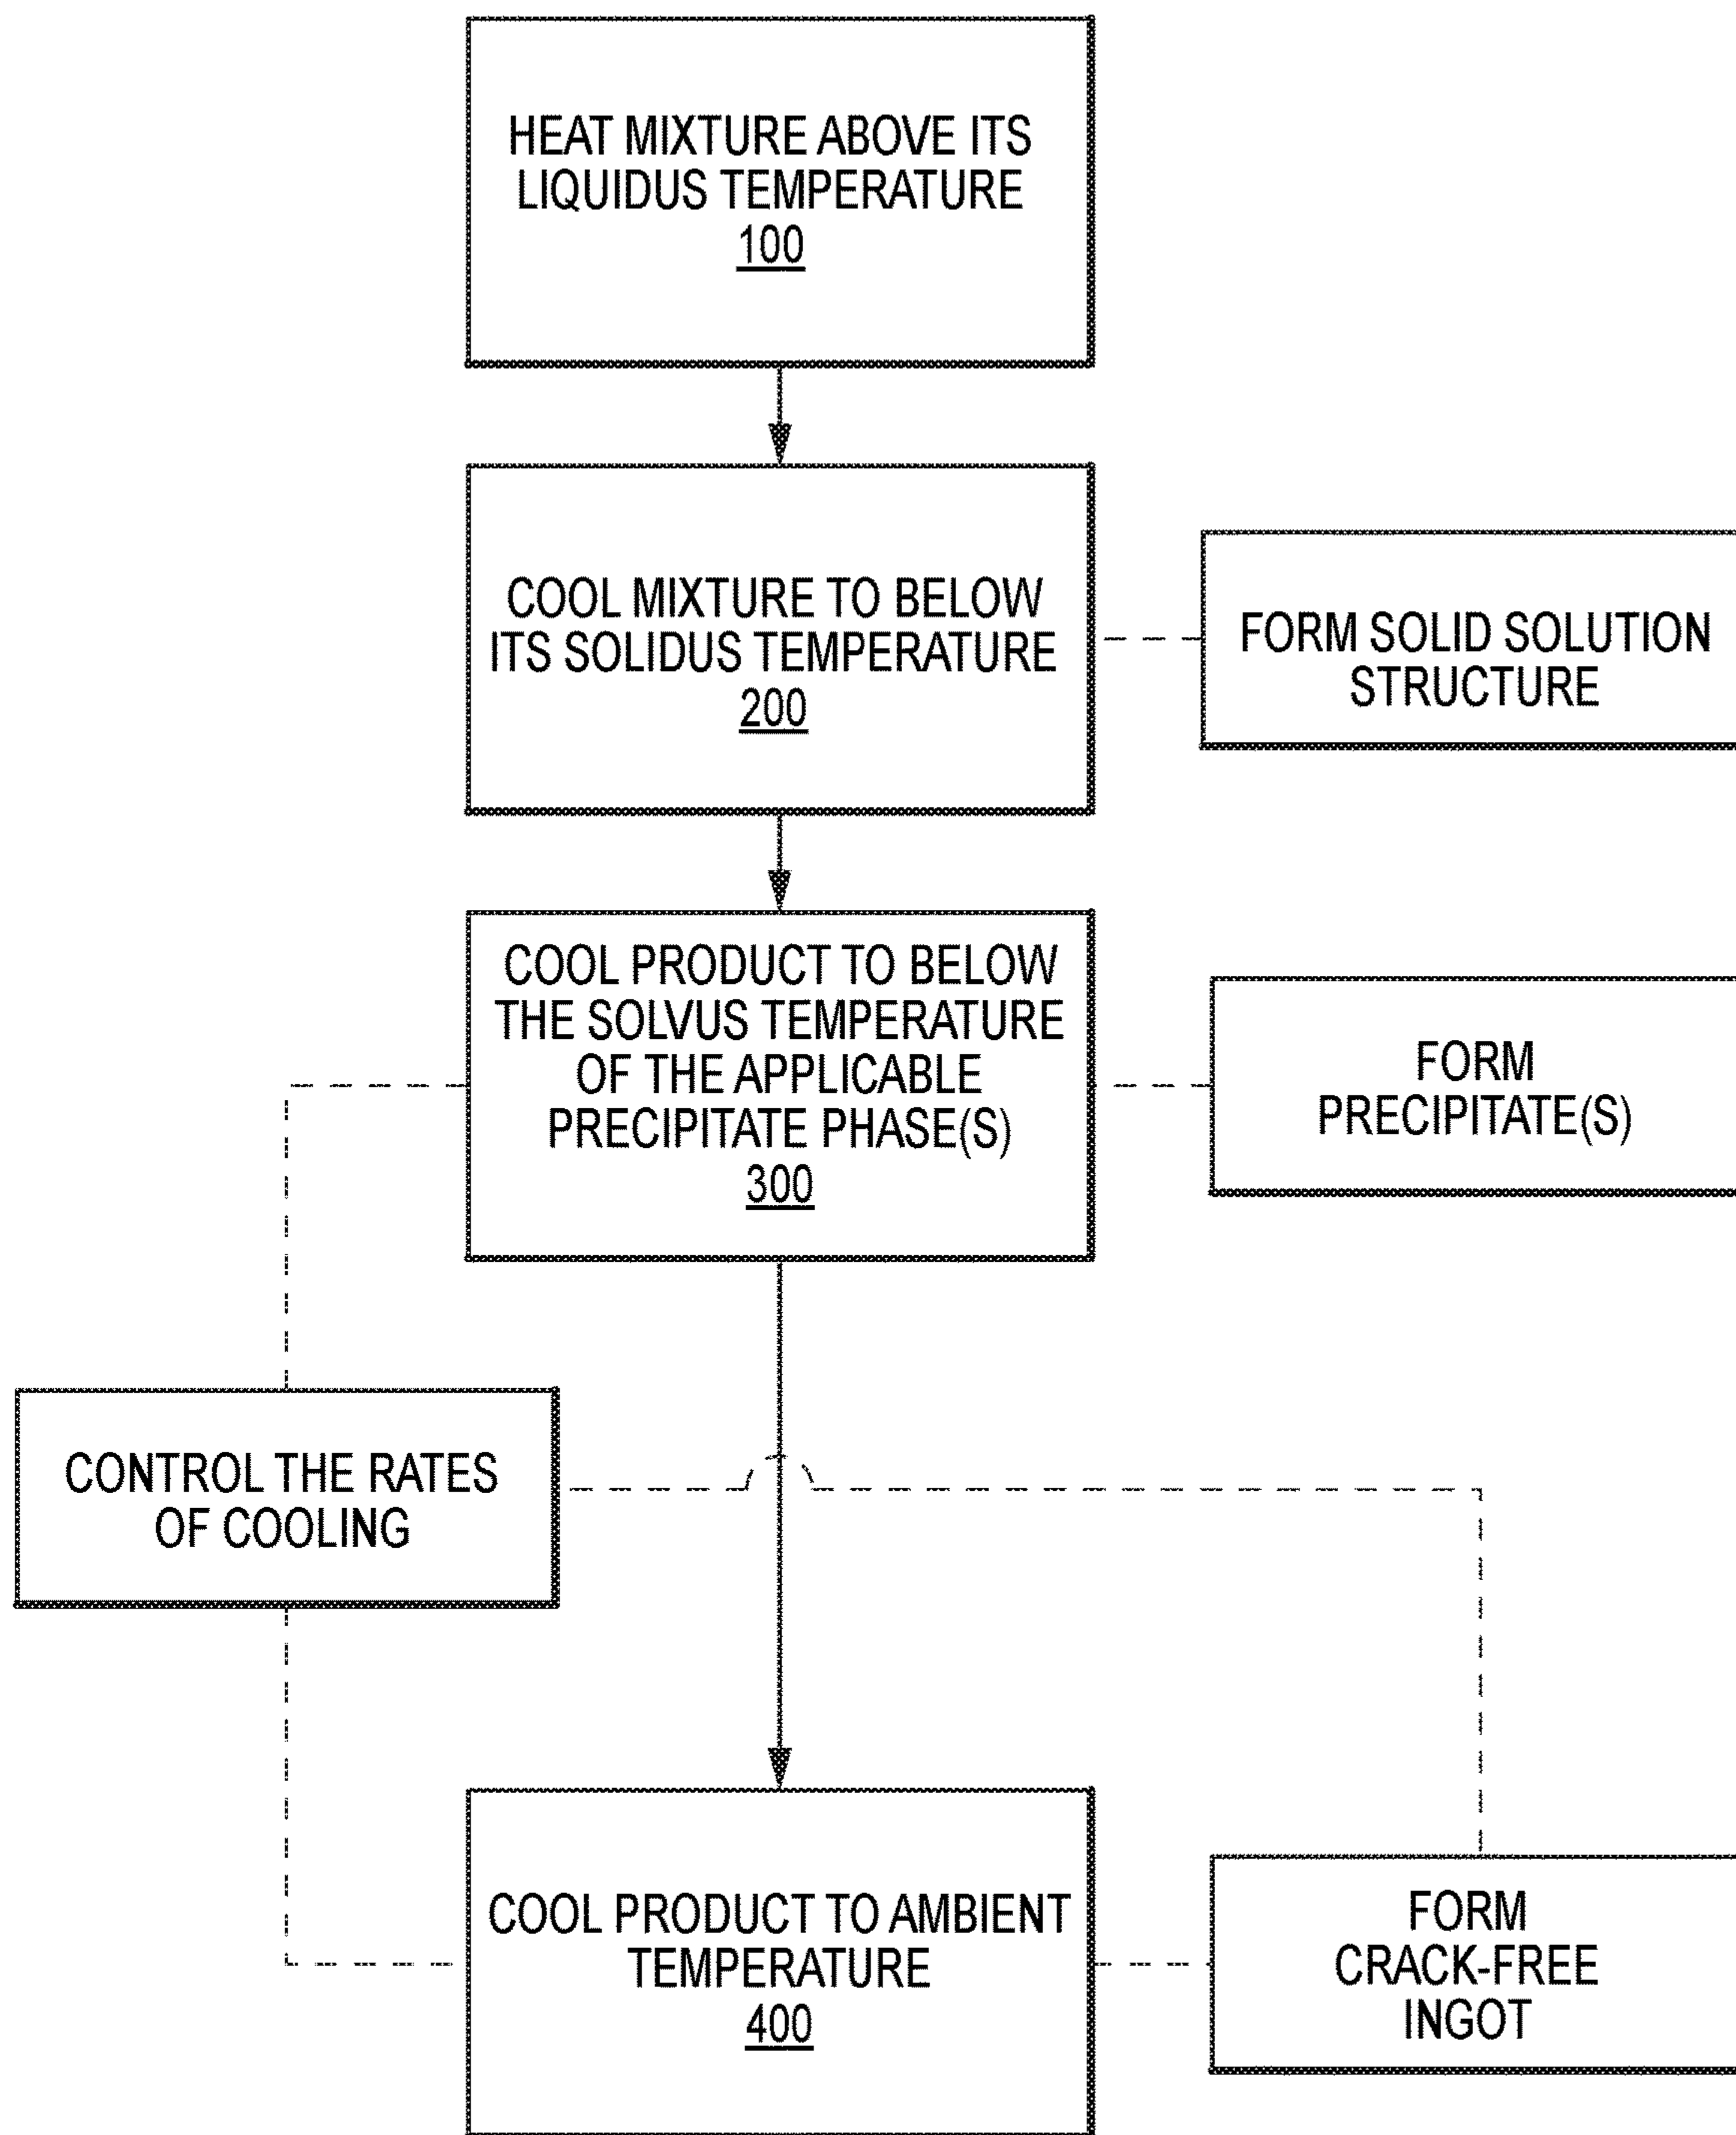 HEAT MIXTURE ABOVE ITS
LIQUIDUS TEMPERATURE
100
COOL MIXTURE TO BELOW
ITS SOLIDUS TEMPERATURE
200
FORM SOLID SOLUTION
STRUCTURE
COOL PRODUCT TO BELOW
THE SOLVUS TEMPERATURE
OF THE APPLICABLE
PRECIPITATE PHASE(S)
300
FORM
PRECIPITATE(S)
CONTROL THE RATES
OF COOLING
COOL PRODUCT TO AMBIENT
TEMPERATURE
400
FORM
CRACK-FREE
INGOT